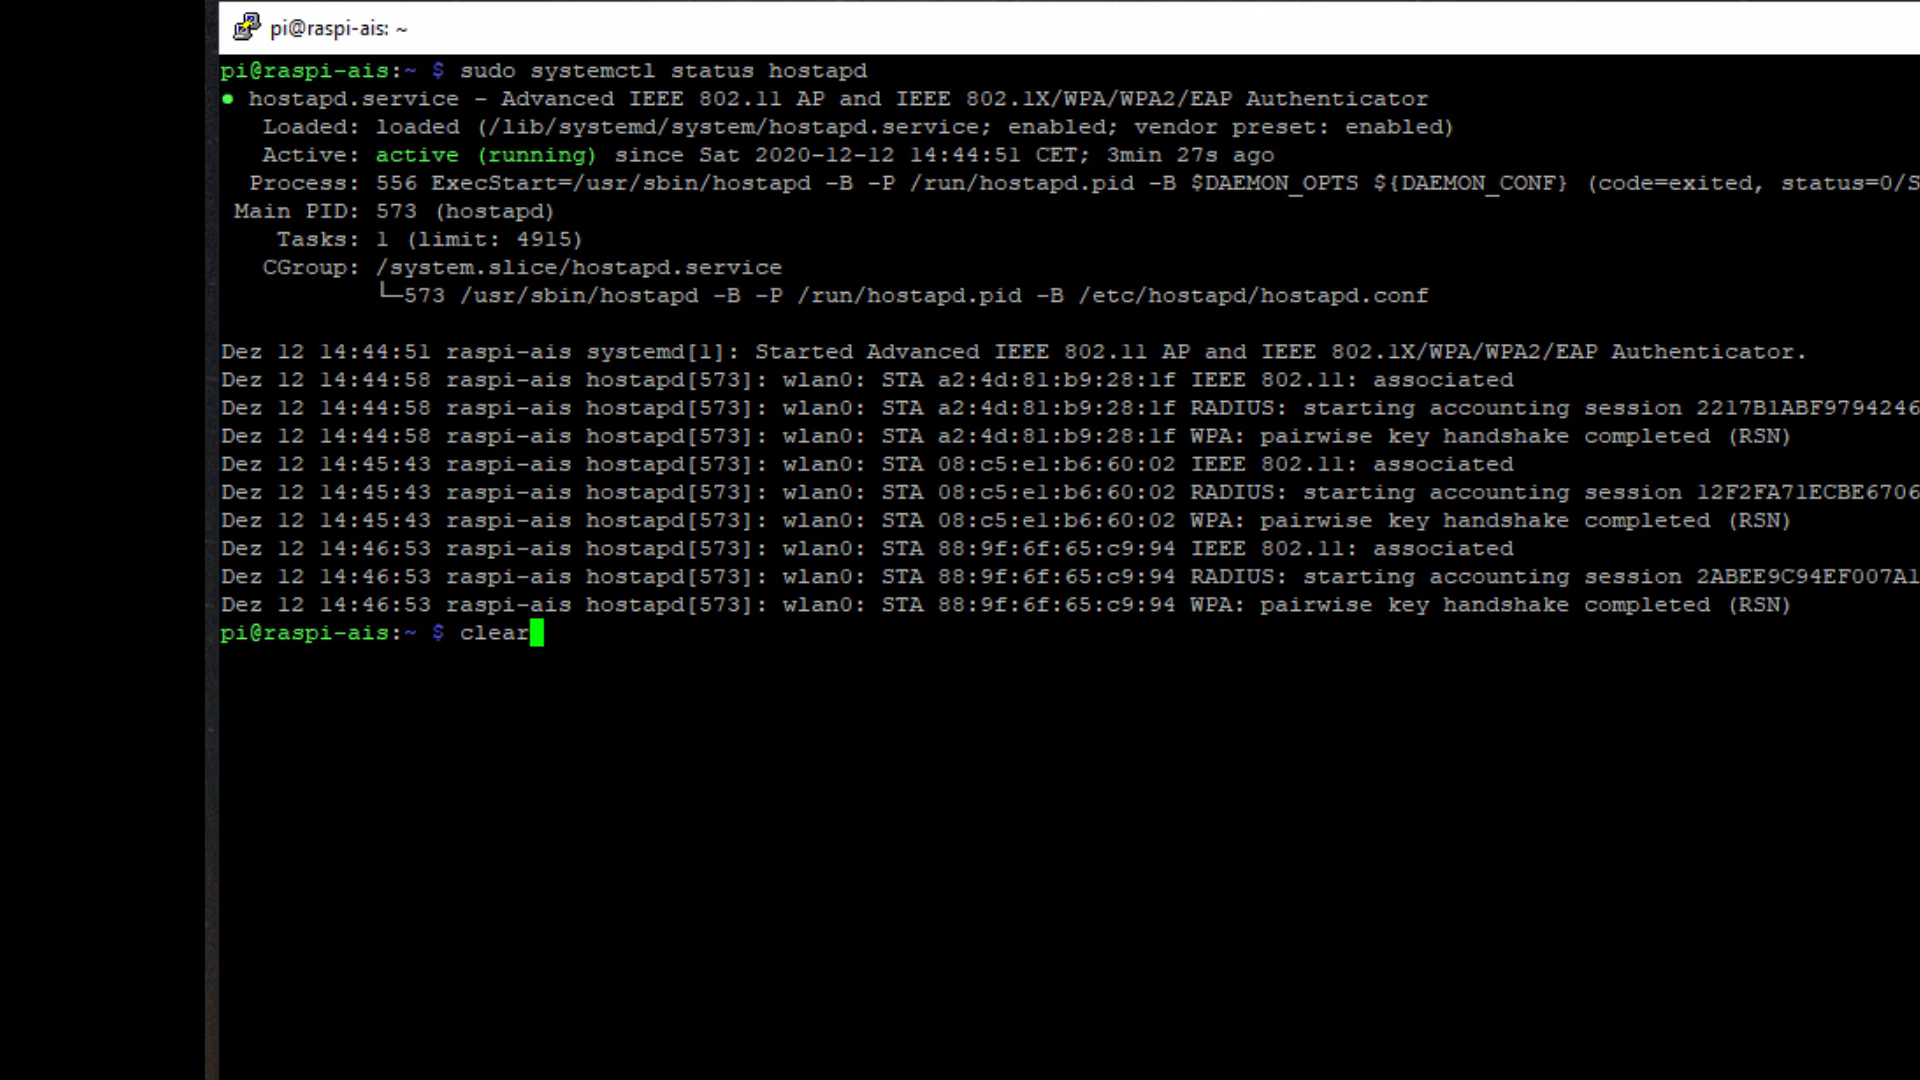 pi@raspi-ais: ~
pi@raspi-ais:~ $ sudo systemctl status hostapd
● hostapd.service - Advanced IEEE 802.11 AP and IEEE 802.1X/WPA/WPA2/EAP Authenticator
Loaded: loaded (/lib/systemd/system/hostapd.service; enabled; vendor preset: enabled)
Active: active (running) since Sat 2020-12-12 14:44:51 CET; 3min 27s ago
Process: 556 ExecStart=/usr/sbin/hostapd -B -P /run/hostapd.pid -B $DAEMON_OPTS ${DAEMON_CONF} (code=exited, status=0/S
Main PID: 573 (hostapd)
Tasks: 1 (limit: 4915)
CGroup: /system.slice/hostapd.service
└─573 /usr/sbin/hostapd -B -P /run/hostapd.pid -B /etc/hostapd/hostapd.conf
Dez 12 14:44:51 raspi-ais systemd[1]: Started Advanced IEEE 802.11 AP and IEEE 802.1X/WPA/WPA2/EAP Authenticator.
Dez 12 14:44:58 raspi-ais hostapd[573]: wlan0: STA a2:4d:81:b9:28:1f IEEE 802.11: associated
Dez 12 14:44:58 raspi-ais hostapd[573]: wlan0: STA a2:4d:81:b9:28:1f RADIUS: starting accounting session 2217B1ABF9794246
Dez 12 14:44:58 raspi-ais hostapd[573]: wlan0: STA a2:4d:81:b9:28:1f WPA: pairwise key handshake completed (RSN)
Dez 12 14:45:43 raspi-ais hostapd[573]: wlan0: STA 08:c5:e1:b6:60:02 IEEE 802.11: associated
Dez 12 14:45:43 raspi-ais hostapd[573]: wlan0: STA 08:c5:e1:b6:60:02 RADIUS: starting accounting session 12F2FA71ECBE6706
Dez 12 14:45:43 raspi-ais hostapd[573]: wlan0: STA 08:c5:e1:b6:60:02 WPA: pairwise key handshake completed (RSN)
Dez 12 14:46:53 raspi-ais hostapd[573]: wlan0: STA 88:9f:6f:65:c9:94 IEEE 802.11: associated
Dez 12 14:46:53 raspi-ais hostapd[573]: wlan0: STA 88:9f:6f:65:c9:94 RADIUS: starting accounting session 2ABEE9C94EF007A1
Dez 12 14:46:53 raspi-ais hostapd[573]: wlan0: STA 88:9f:6f:65:c9:94 WPA: pairwise key handshake completed (RSN)
pi@raspi-ais:~ $ clear